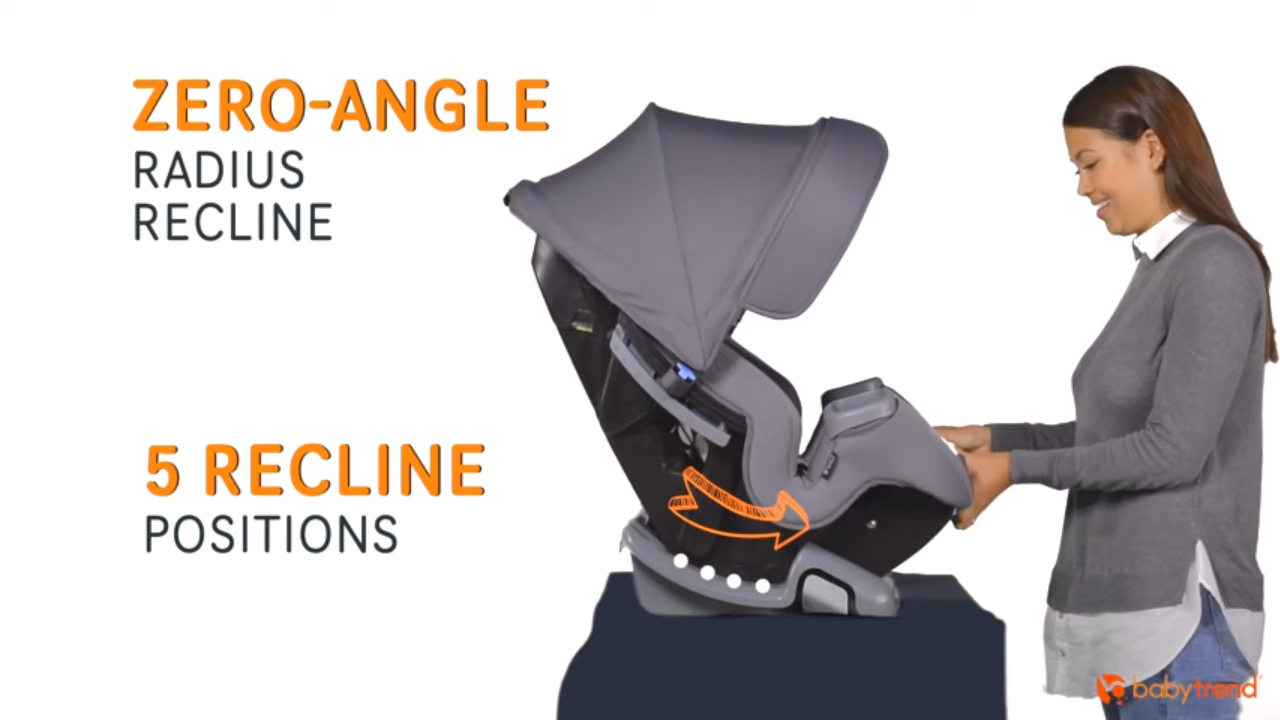 ZERO-ANGLE
RADIUS
RECLINE
5 RECLINE
POSITIONS
babytrend